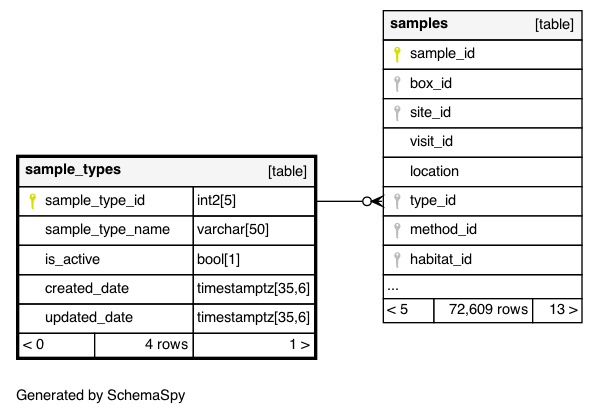 samples [table]
sample_id
box_id
site_id
visit_id
location
type_id
method_id
habitat_id
...
< 5 72,609 rows 13 >
sample_types [table]
sample_type_id int2[5]
sample_type_name varchar[50]
is_active bool[1]
created_date timestamptz[35,6]
updated_date timestamptz[35,6]
< 0 4 rows 1 >
Generated by SchemaSpy